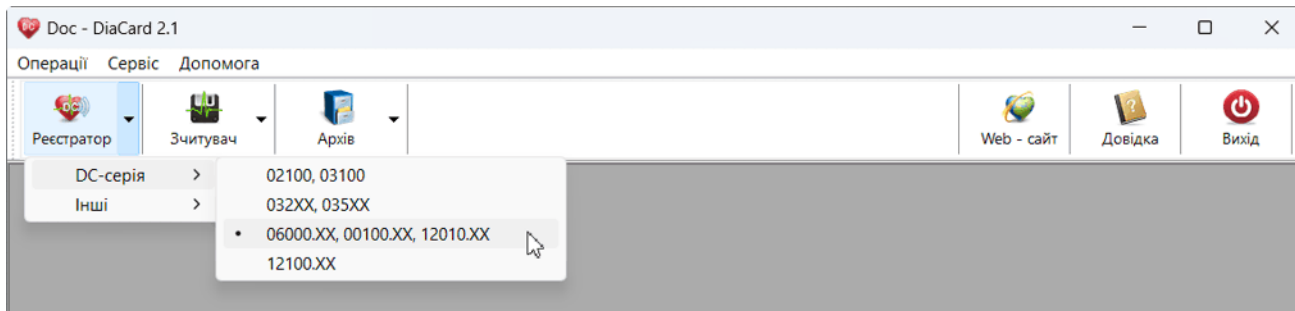 Doc - DiaCard 2.1
Операції Сервіс Допомога
Реєстратор Зчитувач Архів Web - сайт Довідка Вихід
DC-серія 02100, 03100
Інші 032XX, 035XX
• 06000.XX, 00100.XX, 12010.XX
12100.XX